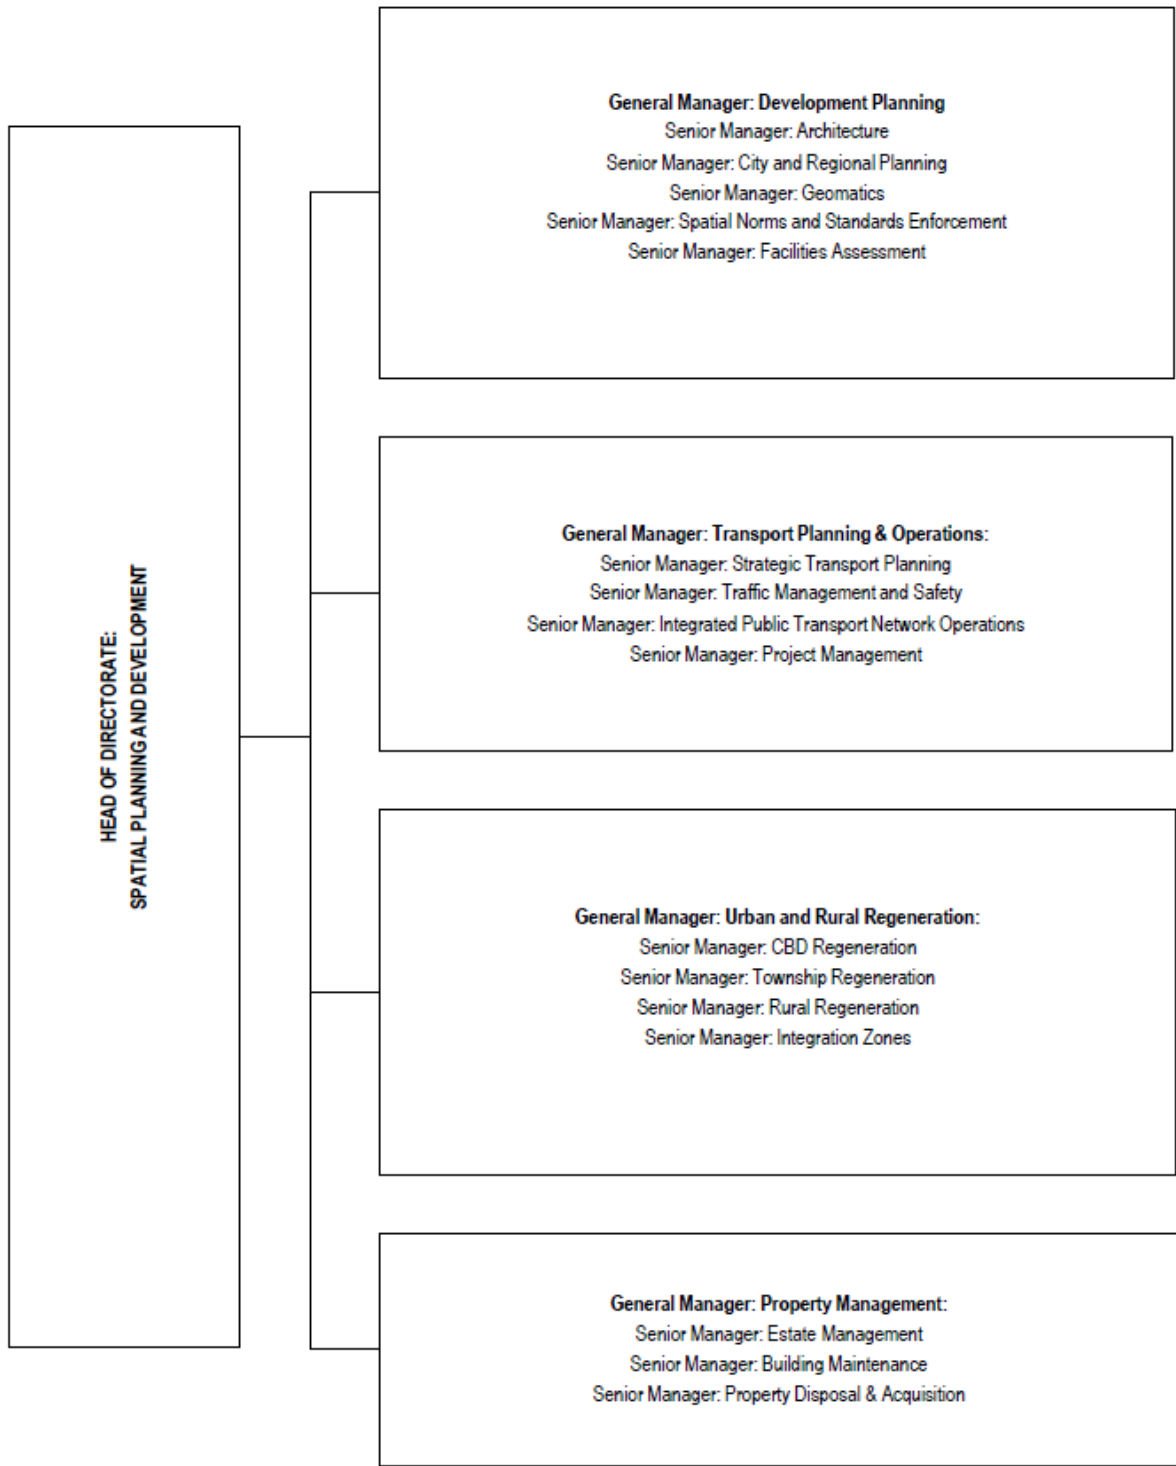 HEAD OF DIRECTORATE:
SPATIAL PLANNING AND DEVELOPMENT
General Manager: Development Planning
Senior Manager: Architecture
Senior Manager: City and Regional Planning
Senior Manager: Geomatics
Senior Manager: Spatial Norms and Standards Enforcement
Senior Manager: Facilities Assessment
General Manager: Transport Planning & Operations:
Senior Manager: Strategic Transport Planning
Senior Manager: Traffic Management and Safety
Senior Manager: Integrated Public Transport Network Operations
Senior Manager: Project Management
General Manager: Urban and Rural Regeneration:
Senior Manager: CBD Regeneration
Senior Manager: Township Regeneration
Senior Manager: Rural Regeneration
Senior Manager: Integration Zones
General Manager: Property Management:
Senior Manager: Estate Management
Senior Manager: Building Maintenance
Senior Manager: Property Disposal & Acquisition